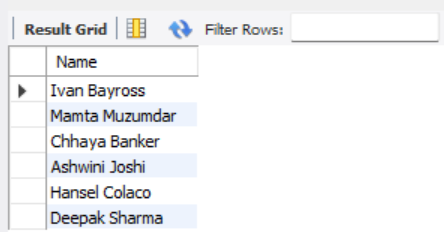 Result Grid Filter Rows:
Name
Ivan Bayross
Mamta Muzumdar
Chhaya Banker
Ashwini Joshi
Hansel Colaco
Deepak Sharma